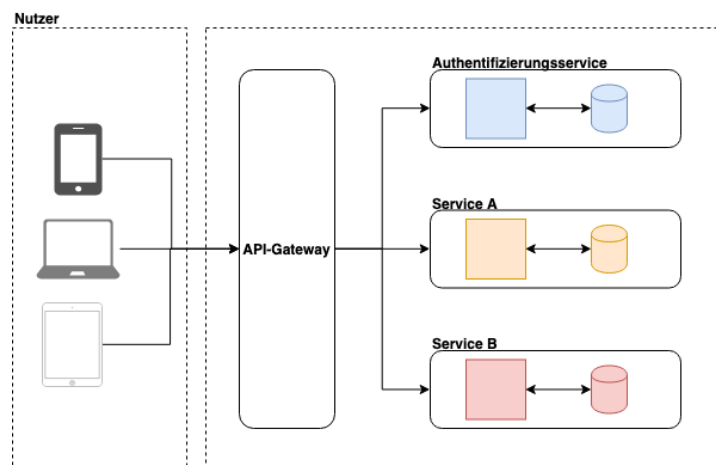 Nutzer
Authentifizierungsservice
Service A
API-Gateway
Service B